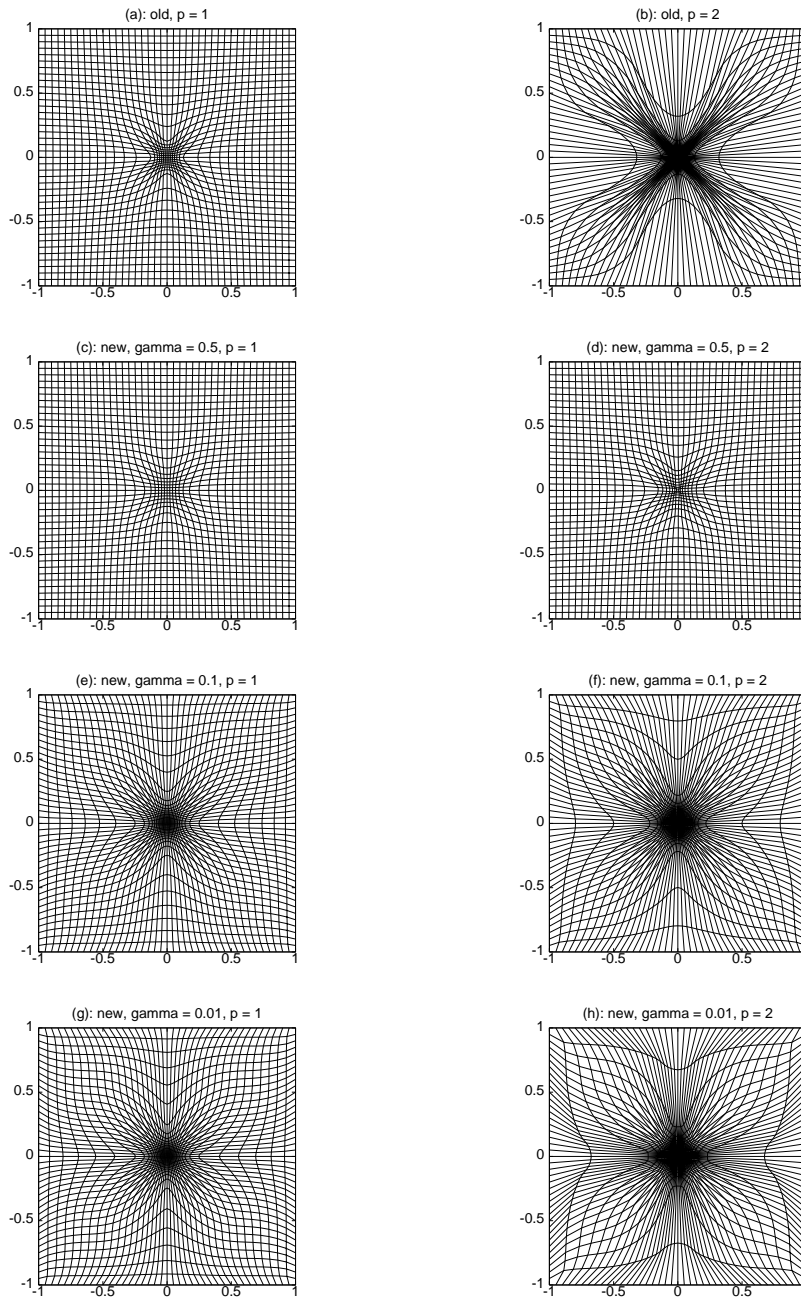 (a): old, p = 1
1
0.5
0
-0.5
-1
-1 -0.5 0 0.5 1
(b): old, p = 2
1
0.5
0
-0.5
-1
-1 -0.5 0 0.5
(c): new, gamma = 0.5, p = 1
1
0.5
0
-0.5
-1
-1 -0.5 0 0.5 1
(d): new, gamma = 0.5, p = 2
1
0.5
0
-0.5
-1
-1 -0.5 0 0.5
(e): new, gamma = 0.1, p = 1
1
0.5
0
-0.5
-1
-1 -0.5 0 0.5 1
(f): new, gamma = 0.1, p = 2
1
0.5
0
-0.5
-1
-1 -0.5 0 0.5
(g): new, gamma = 0.01, p = 1
1
0.5
0
-0.5
-1
-1 -0.5 0 0.5 1
(h): new, gamma = 0.01, p = 2
1
0.5
0
-0.5
-1
-1 -0.5 0 0.5